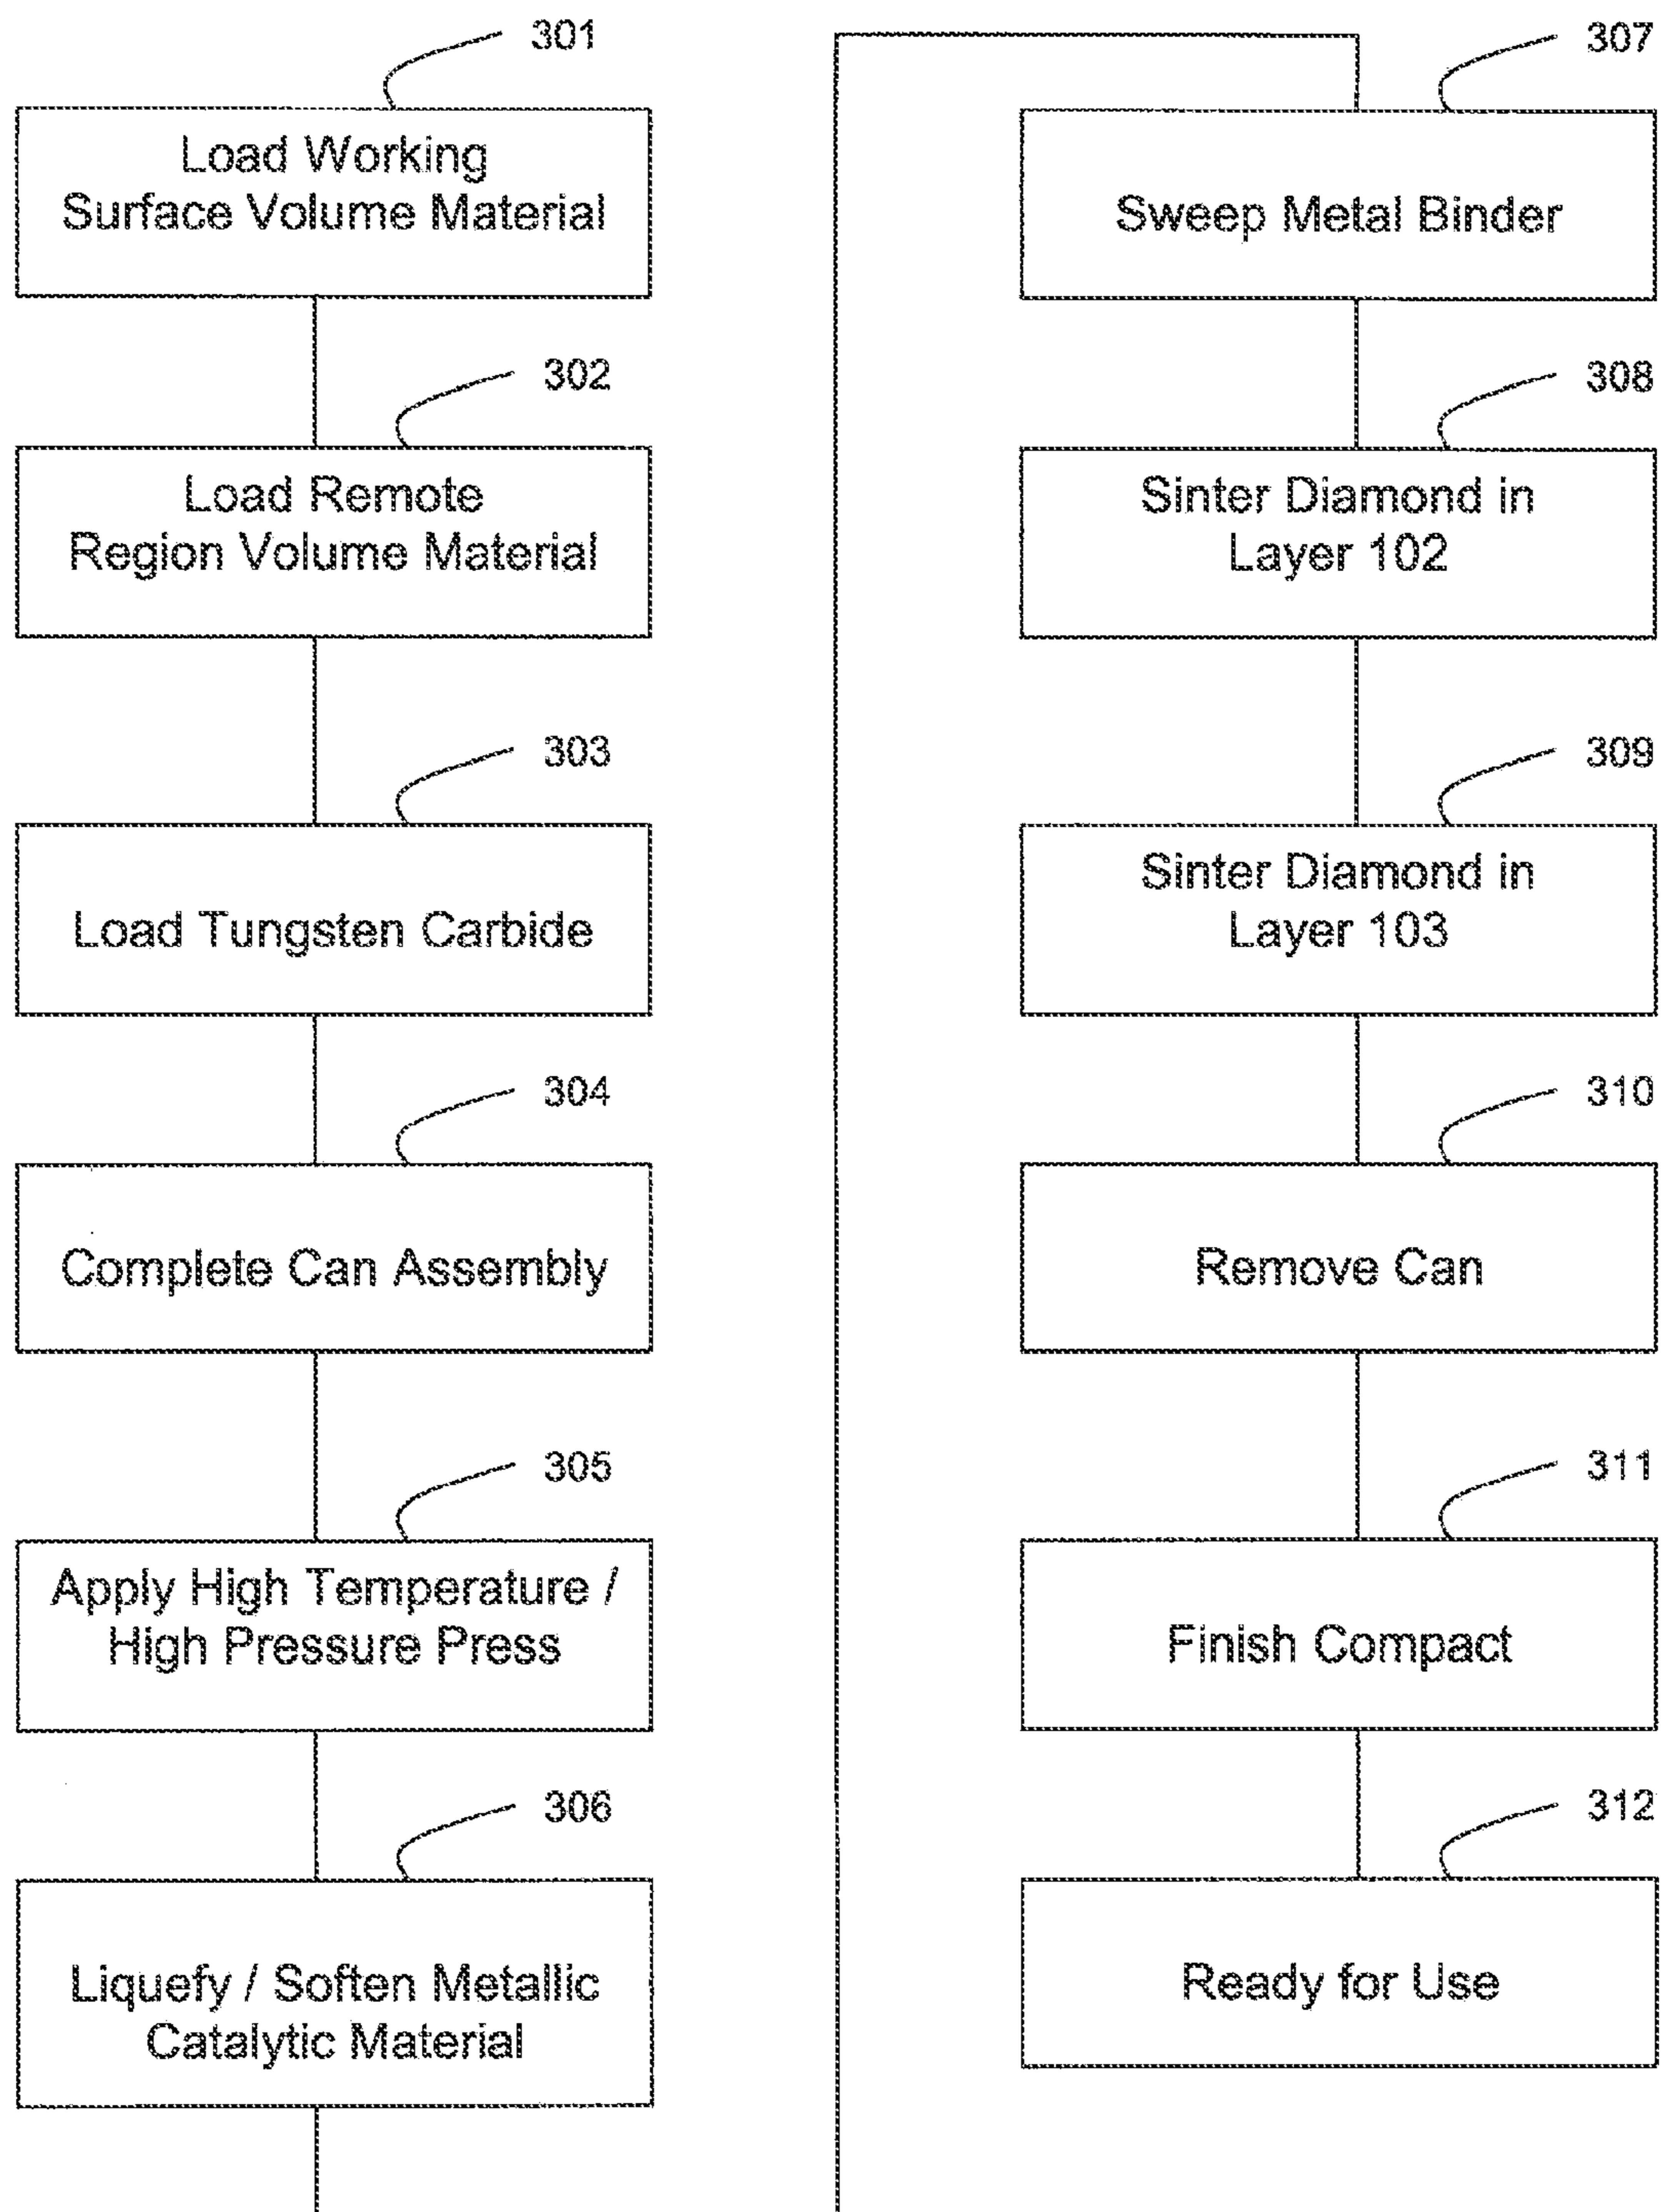 301
Load Working
Surface Volume Material
302
Load Remote
Region Volume Material
303
Load Tungsten Carbide
304
Complete Can Assembly
305
Apply High Temperature /
High Pressure Press
306
Liquefy / Soften Metallic
Catalytic Material
307
Sweep Metal Binder
308
Sinter Diamond in
Layer 102
309
Sinter Diamond in
Layer 103
310
Remove Can
311
Finish Compact
312
Ready for Use